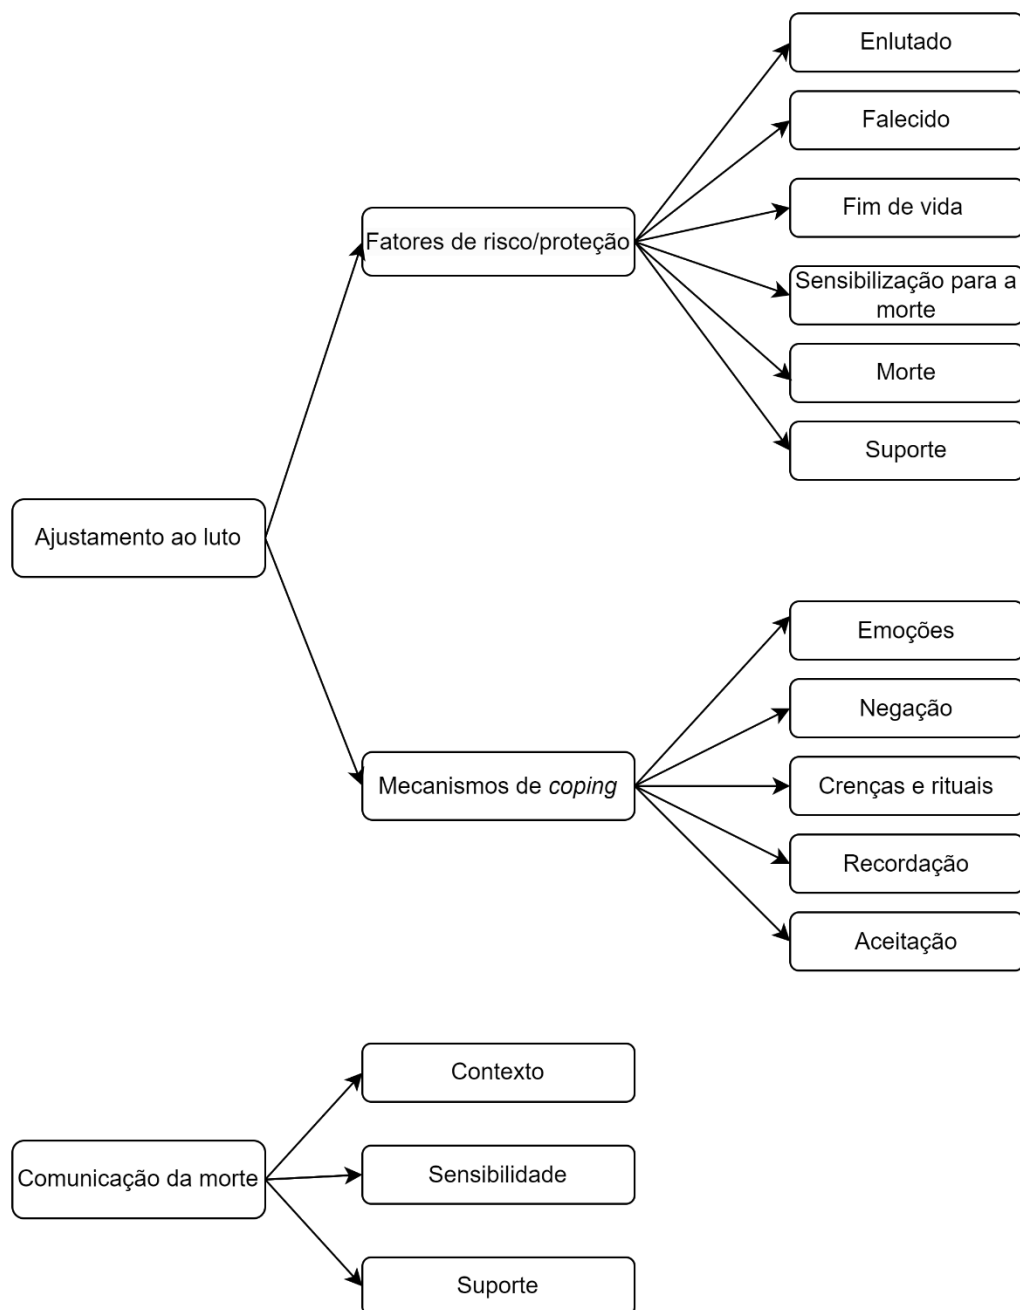 Enlutado
Falecido
Fim de vida
Fatores de risco/proteção
Sensibilização para a
morte
Morte
Suporte
Ajustamento ao luto
Emoções
Negação
Mecanismos de coping
Crenças e rituais
Recordação
Aceitação
Contexto
Comunicação da morte
Sensibilidade
Suporte